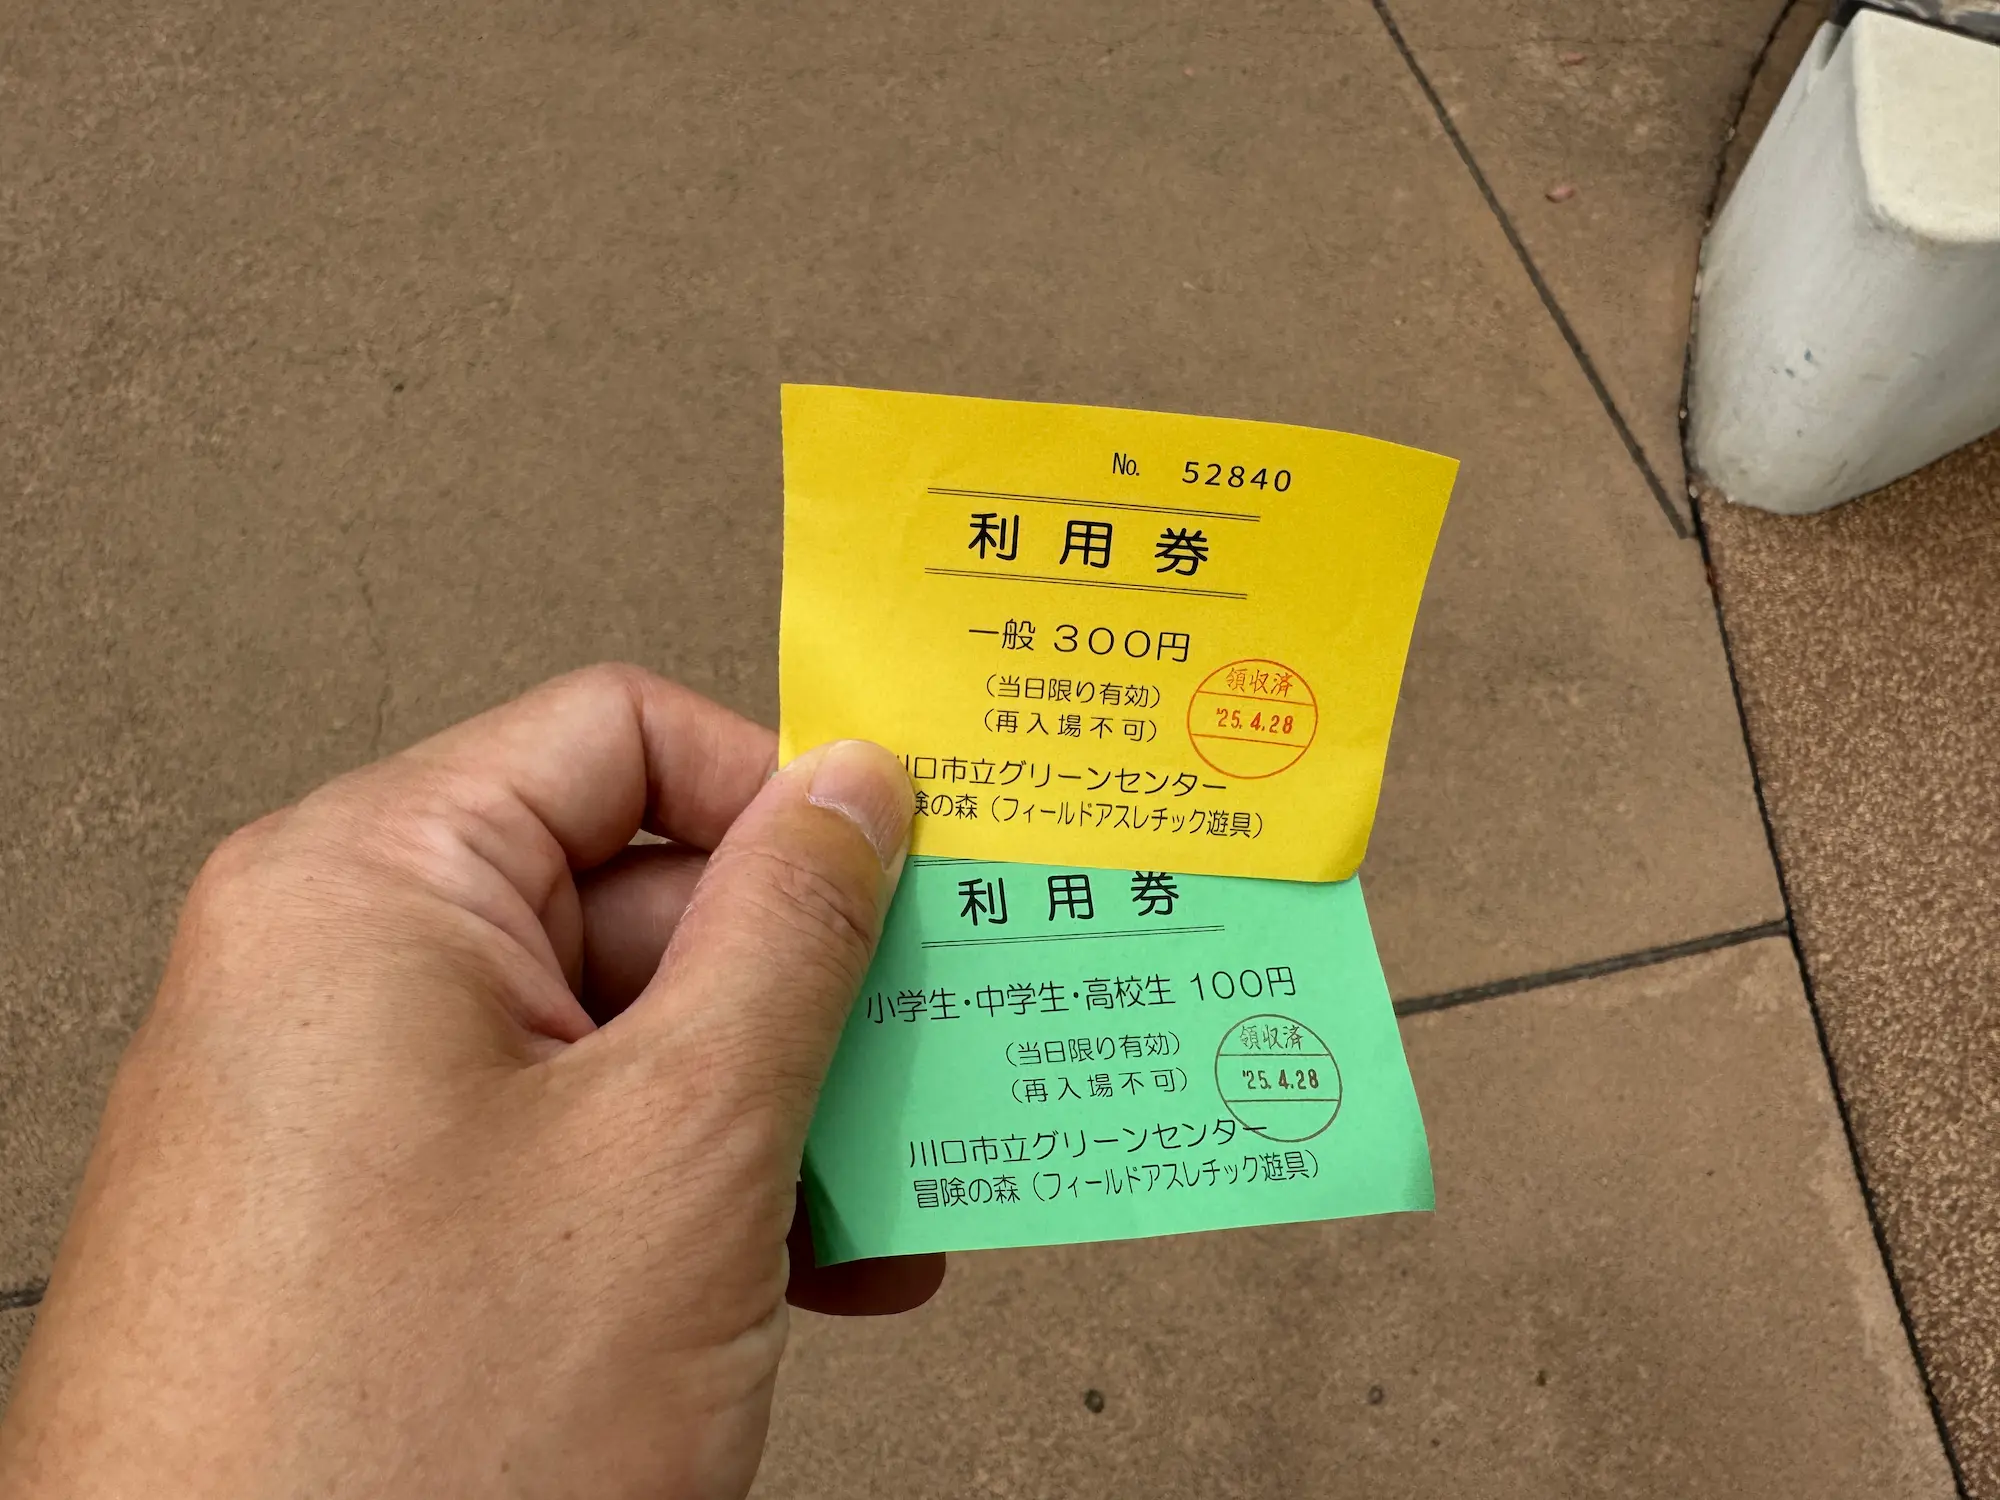 No. 52840
利用券
一般 300円
(当日限り有効)
(再入場不可)
領収済
'25.4.28
川口市立グリーンセンター
険の森(フィールドアスレチック遊具)
利用券
小学生・中学生・高校生 100円
(当日限り有効)
(再入場不可)
領収済
'25.4.28
川口市立グリーンセンター
冒険の森(フィールドアスレチック遊具)